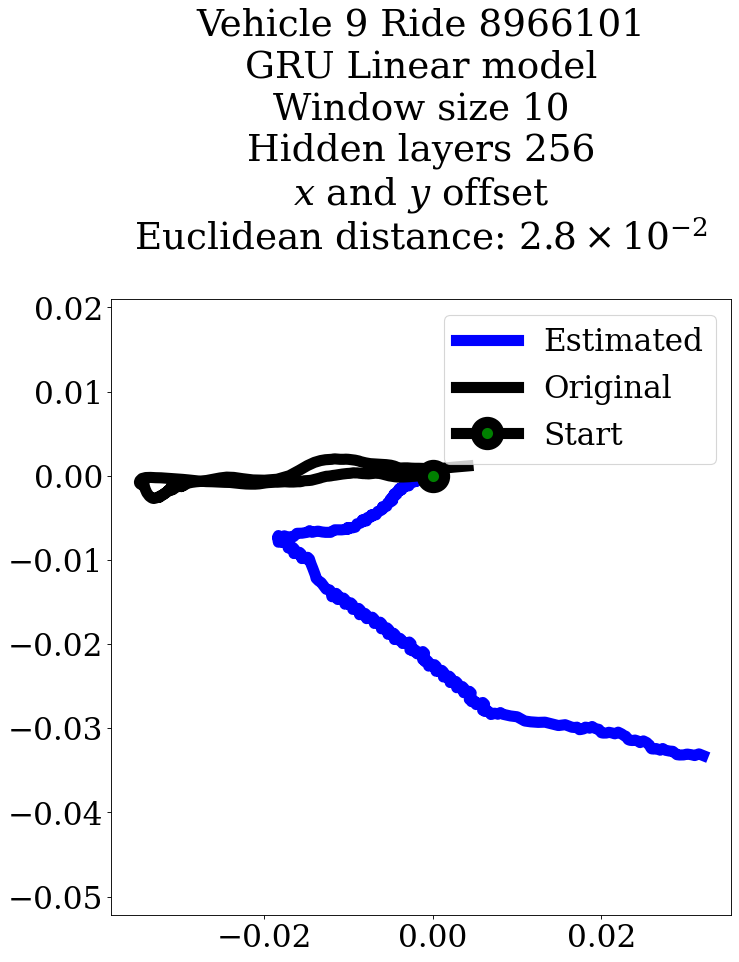 Vehicle 9 Ride 8966101
GRU Linear model
Window size 10
Hidden layers 256
x and y offset
Euclidean distance: 2.8 × 10⁻²
0.02
0.01
0.00
−0.01
−0.02
−0.03
−0.04
−0.05
Estimated
Original
Start
−0.02 0.00 0.02